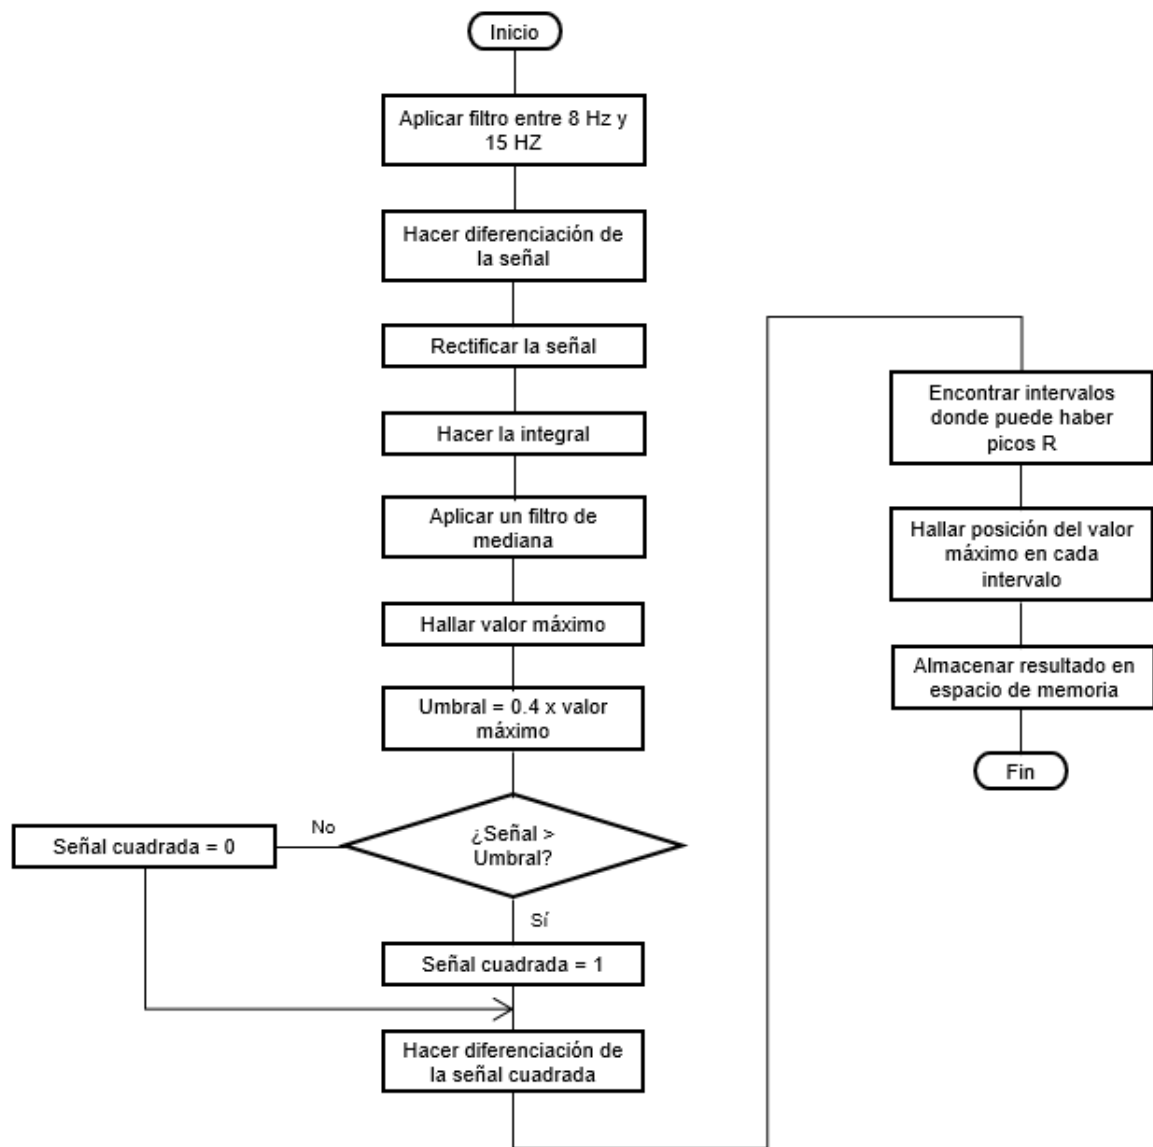 Inicio
Aplicar filtro entre 8 Hz y
15 HZ
Hacer diferenciación de
la señal
Rectificar la señal
Hacer la integral
Aplicar un filtro de
mediana
Hallar valor máximo
Umbral = 0.4 x valor
máximo
¿Señal >
Umbral?
No
Señal cuadrada = 0
Sí
Señal cuadrada = 1
Hacer diferenciación de
la señal cuadrada
Encontrar intervalos
donde puede haber
picos R
Hallar posición del valor
máximo en cada
intervalo
Almacenar resultado en
espacio de memoria
Fin